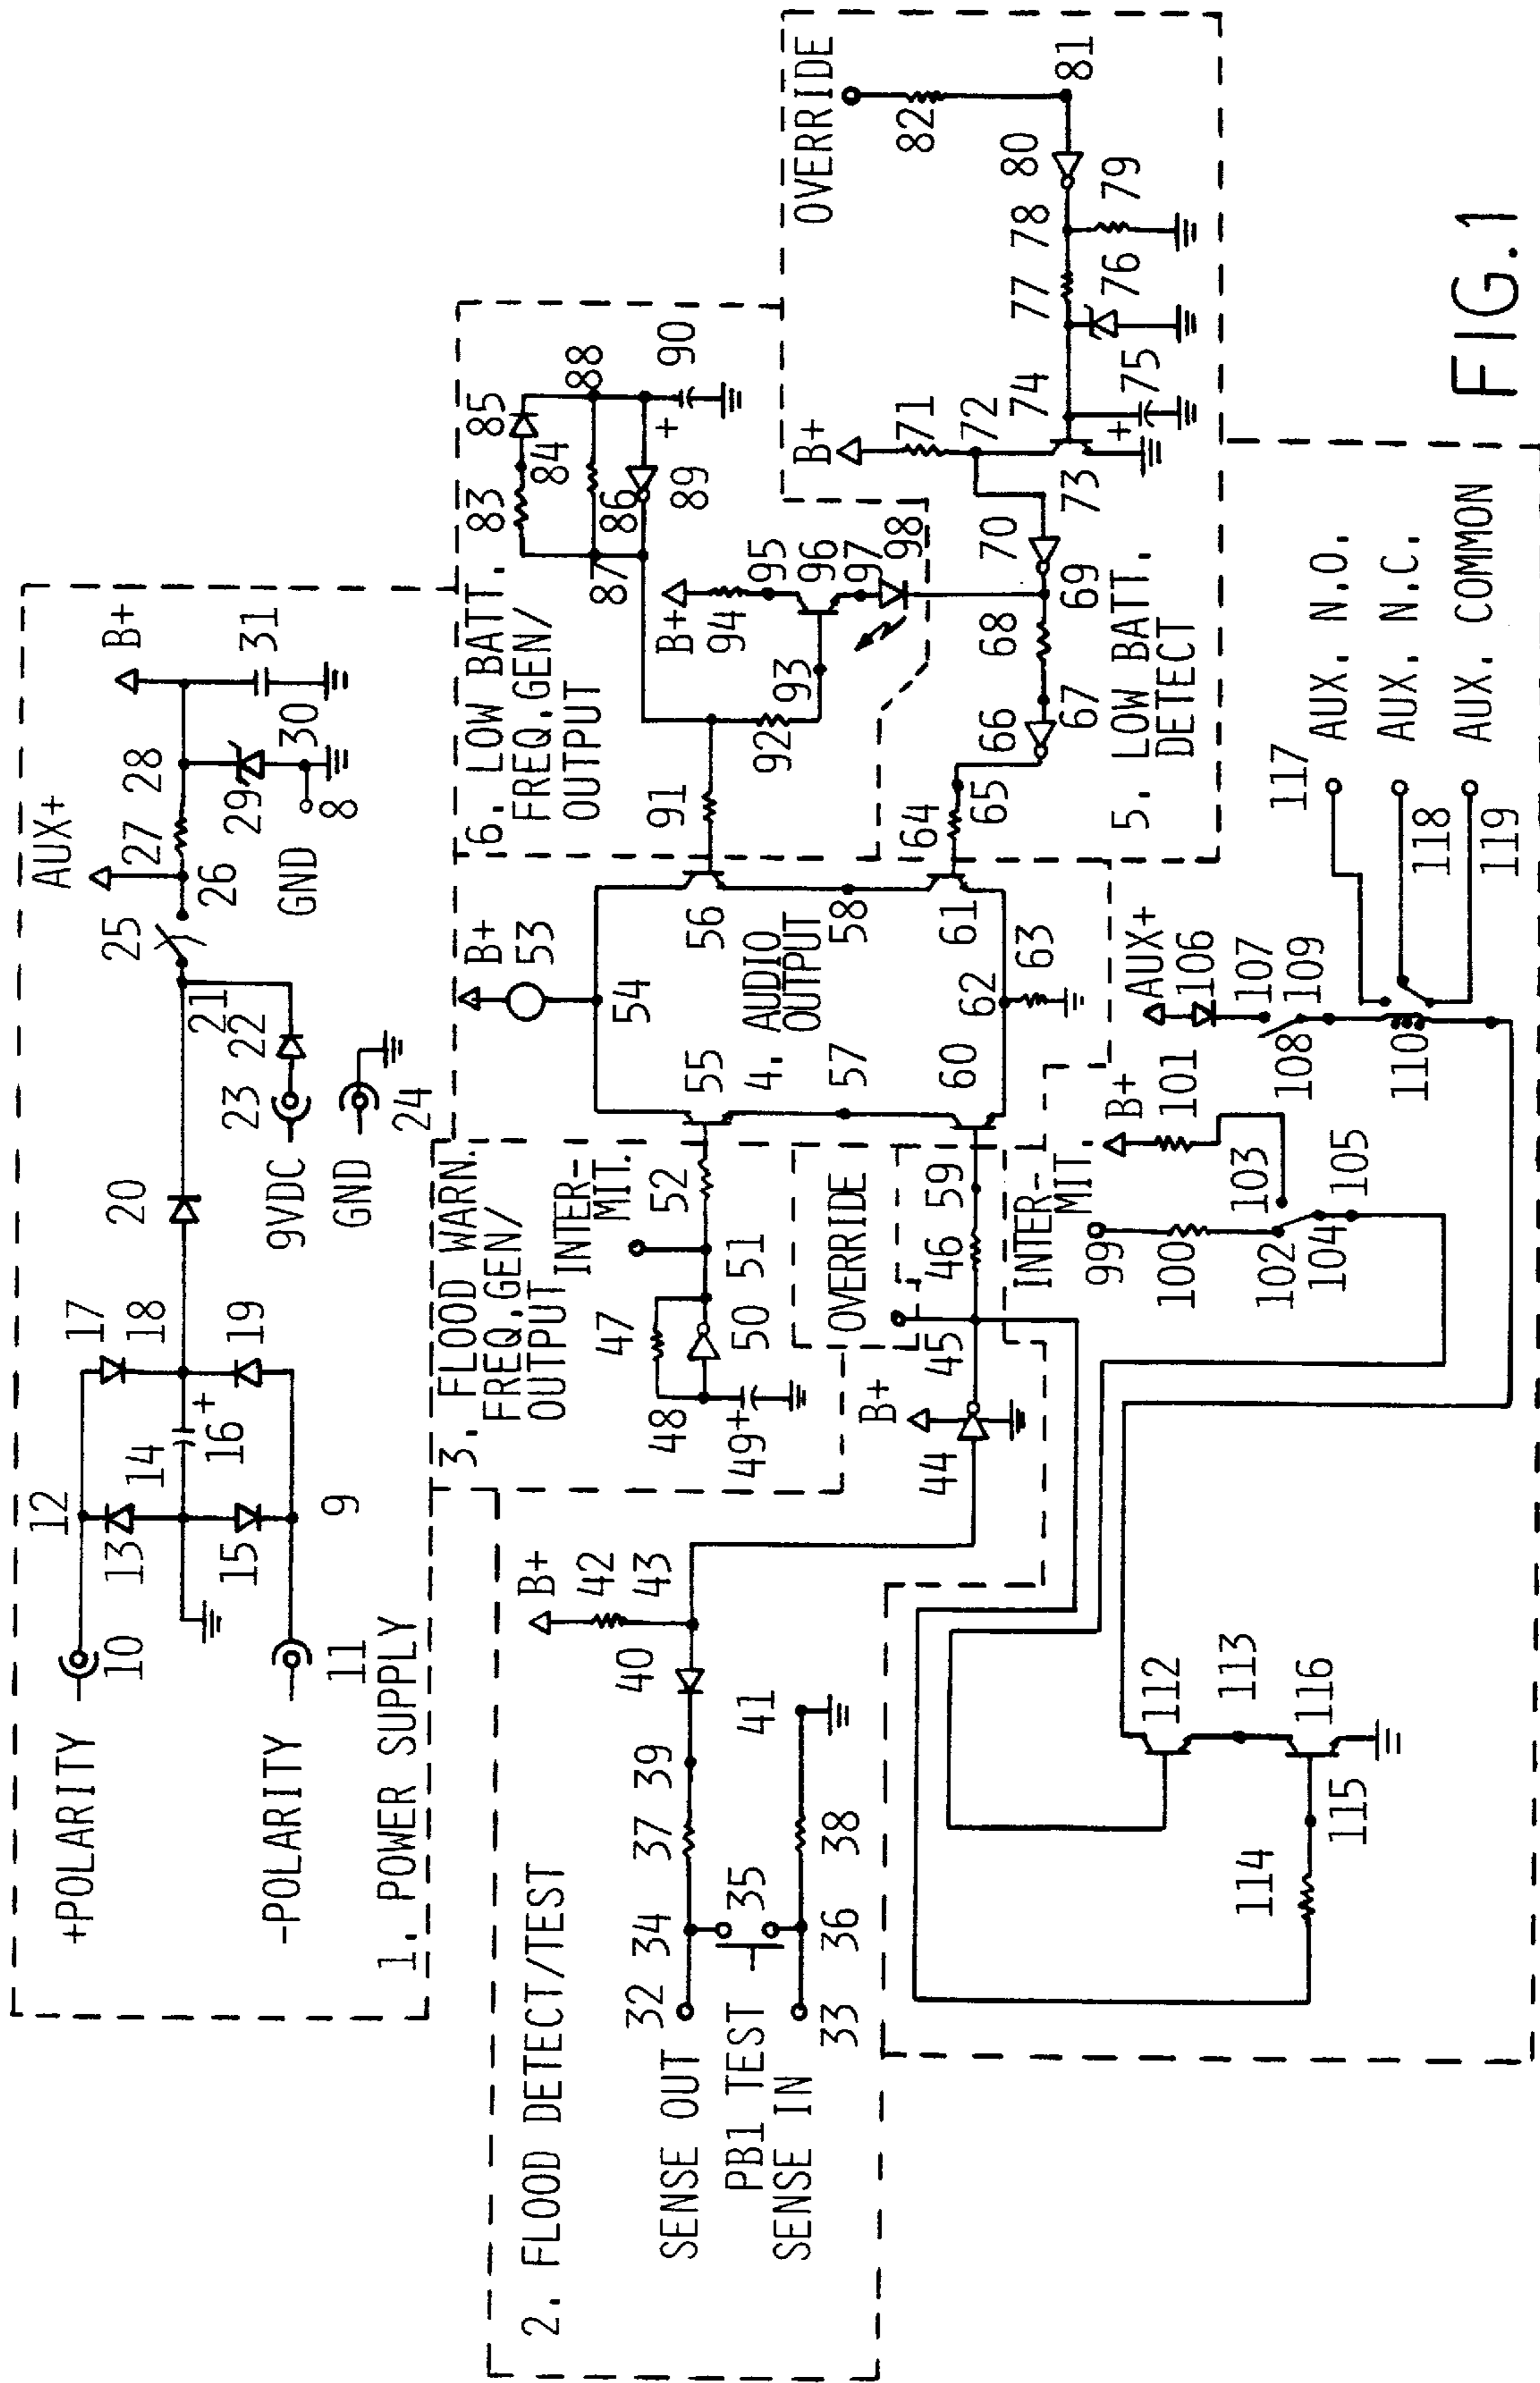 +POLARITY
10
12
13
14
15
16
+
17
18
19
20
-POLARITY
11
9
1. POWER SUPPLY
21
22
23
9VDC
GND
24
25
AUX+
26
27
28
29
GND
8
30
31
B+
2. FLOOD DETECT/TEST
SENSE OUT
32
34
37
39
40
B+
42
43
PB1 TEST
35
SENSE IN
33
36
38
41
3. FLOOD WARN.
FREQ.GEN/
OUTPUT
INTER-
MIT.
47
48
49
+
50
51
52
OVERRIDE
B+
44
45
46
59
B+
53
54
55
56
4. AUDIO
OUTPUT
57
58
60
61
62
63
6. LOW BATT.
FREQ.GEN/
OUTPUT
83
84
85
86
87
88
89
+
90
91
92
93
B+
94
95
96
97
98
5. LOW BATT.
DETECT
64
65
66
67
68
69
70
B+
71
72
73
74
+
75
76
77
78
79
80
81
82
OVERRIDE
INTER-
MIT
99
100
B+
101
102
103
104
105
AUX+
106
107
108
109
110
112
113
114
115
116
117
AUX. N.O.
118
AUX. N.C.
119
AUX. COMMON
FIG.1